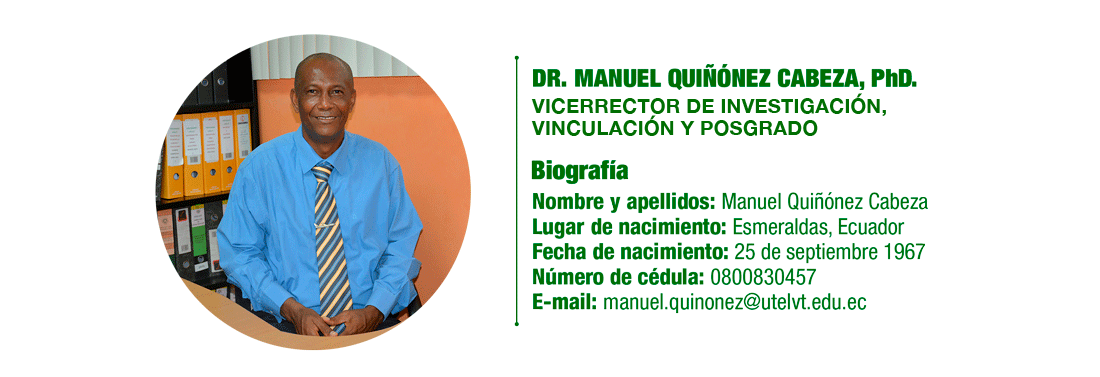 DR. MANUEL QUIÑÓNEZ CABEZA, PhD.
VICERRECTOR DE INVESTIGACIÓN,
VINCULACIÓN Y POSGRADO
Biografía
Nombre y apellidos: Manuel Quiñónez Cabeza
Lugar de nacimiento: Esmeraldas, Ecuador
Fecha de nacimiento: 25 de septiembre 1967
Número de cédula: 0800830457
E-mail: manuel.quinonez@utelvt.edu.ec